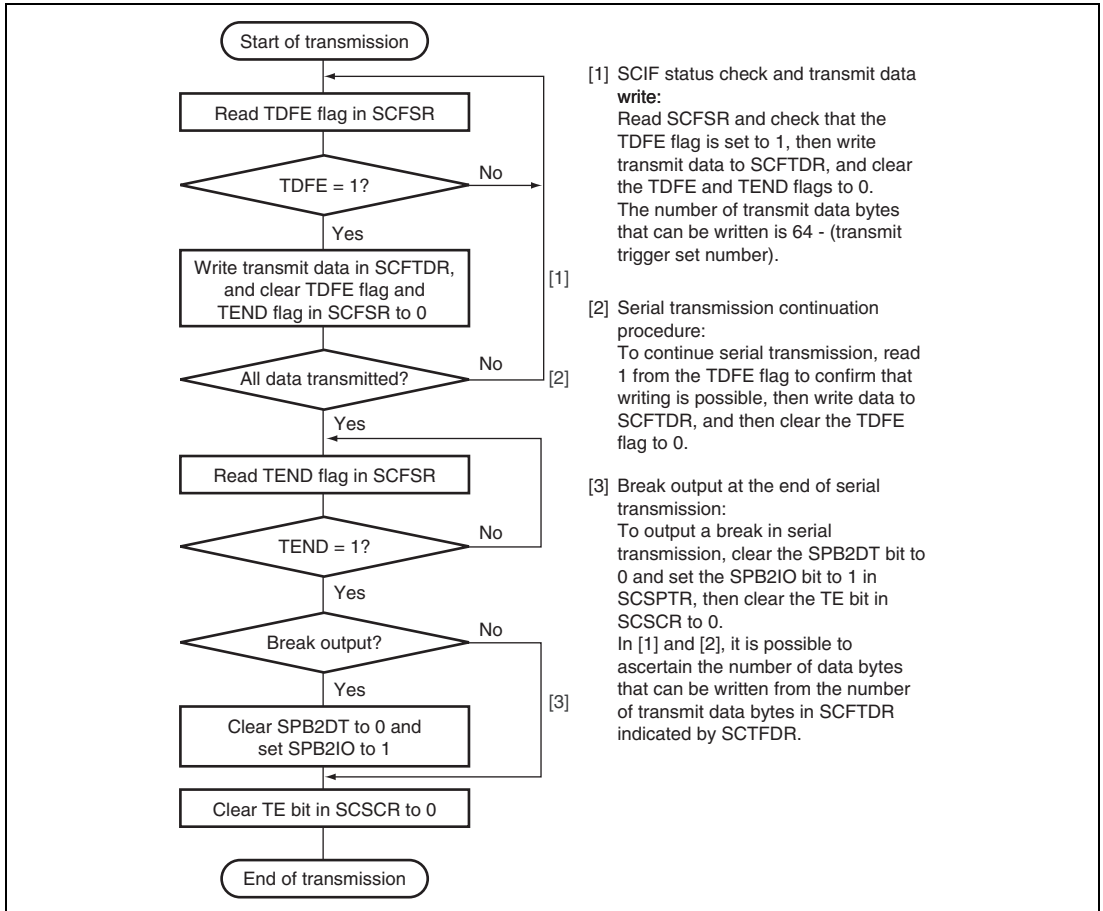 Start of transmission
Read TDFE flag in SCFSR
TDFE = 1?
No
Yes
Write transmit data in SCFTDR,
and clear TDFE flag and
TEND flag in SCFSR to 0
[1]
All data transmitted?
No
[2]
Yes
Read TEND flag in SCFSR
TEND = 1?
No
Yes
Break output?
No
Yes
[3]
Clear SPB2DT to 0 and
set SPB2IO to 1
Clear TE bit in SCSCR to 0
End of transmission
[1] SCIF status check and transmit data
write:
Read SCFSR and check that the
TDFE flag is set to 1, then write
transmit data to SCFTDR, and clear
the TDFE and TEND flags to 0.
The number of transmit data bytes
that can be written is 64 - (transmit
trigger set number).
[2] Serial transmission continuation
procedure:
To continue serial transmission, read
1 from the TDFE flag to confirm that
writing is possible, then write data to
SCFTDR, and then clear the TDFE
flag to 0.
[3] Break output at the end of serial
transmission:
To output a break in serial
transmission, clear the SPB2DT bit to
0 and set the SPB2IO bit to 1 in
SCSPTR, then clear the TE bit in
SCSCR to 0.
In [1] and [2], it is possible to
ascertain the number of data bytes
that can be written from the number
of transmit data bytes in SCFTDR
indicated by SCTFDR.